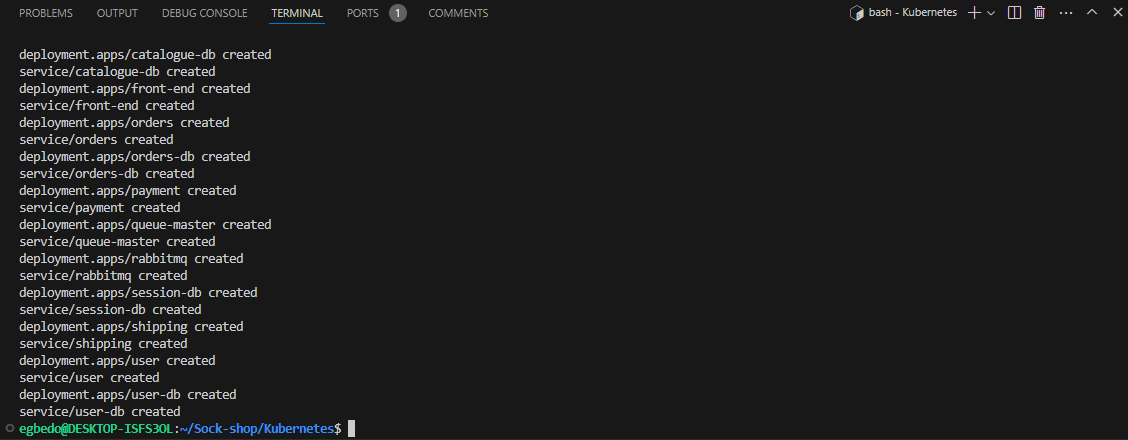 PROBLEMS OUTPUT DEBUG CONSOLE TERMINAL PORTS 1 COMMENTS bash - Kubernetes
deployment.apps/catalogue-db created
service/catalogue-db created
deployment.apps/front-end created
service/front-end created
deployment.apps/orders created
service/orders created
deployment.apps/orders-db created
service/orders-db created
deployment.apps/payment created
service/payment created
deployment.apps/queue-master created
service/queue-master created
deployment.apps/rabbitmq created
service/rabbitmq created
deployment.apps/session-db created
service/session-db created
deployment.apps/shipping created
service/shipping created
deployment.apps/user created
service/user created
deployment.apps/user-db created
service/user-db created
egbedo@DESKTOP-ISFS3OL:~/Sock-shop/Kubernetes$